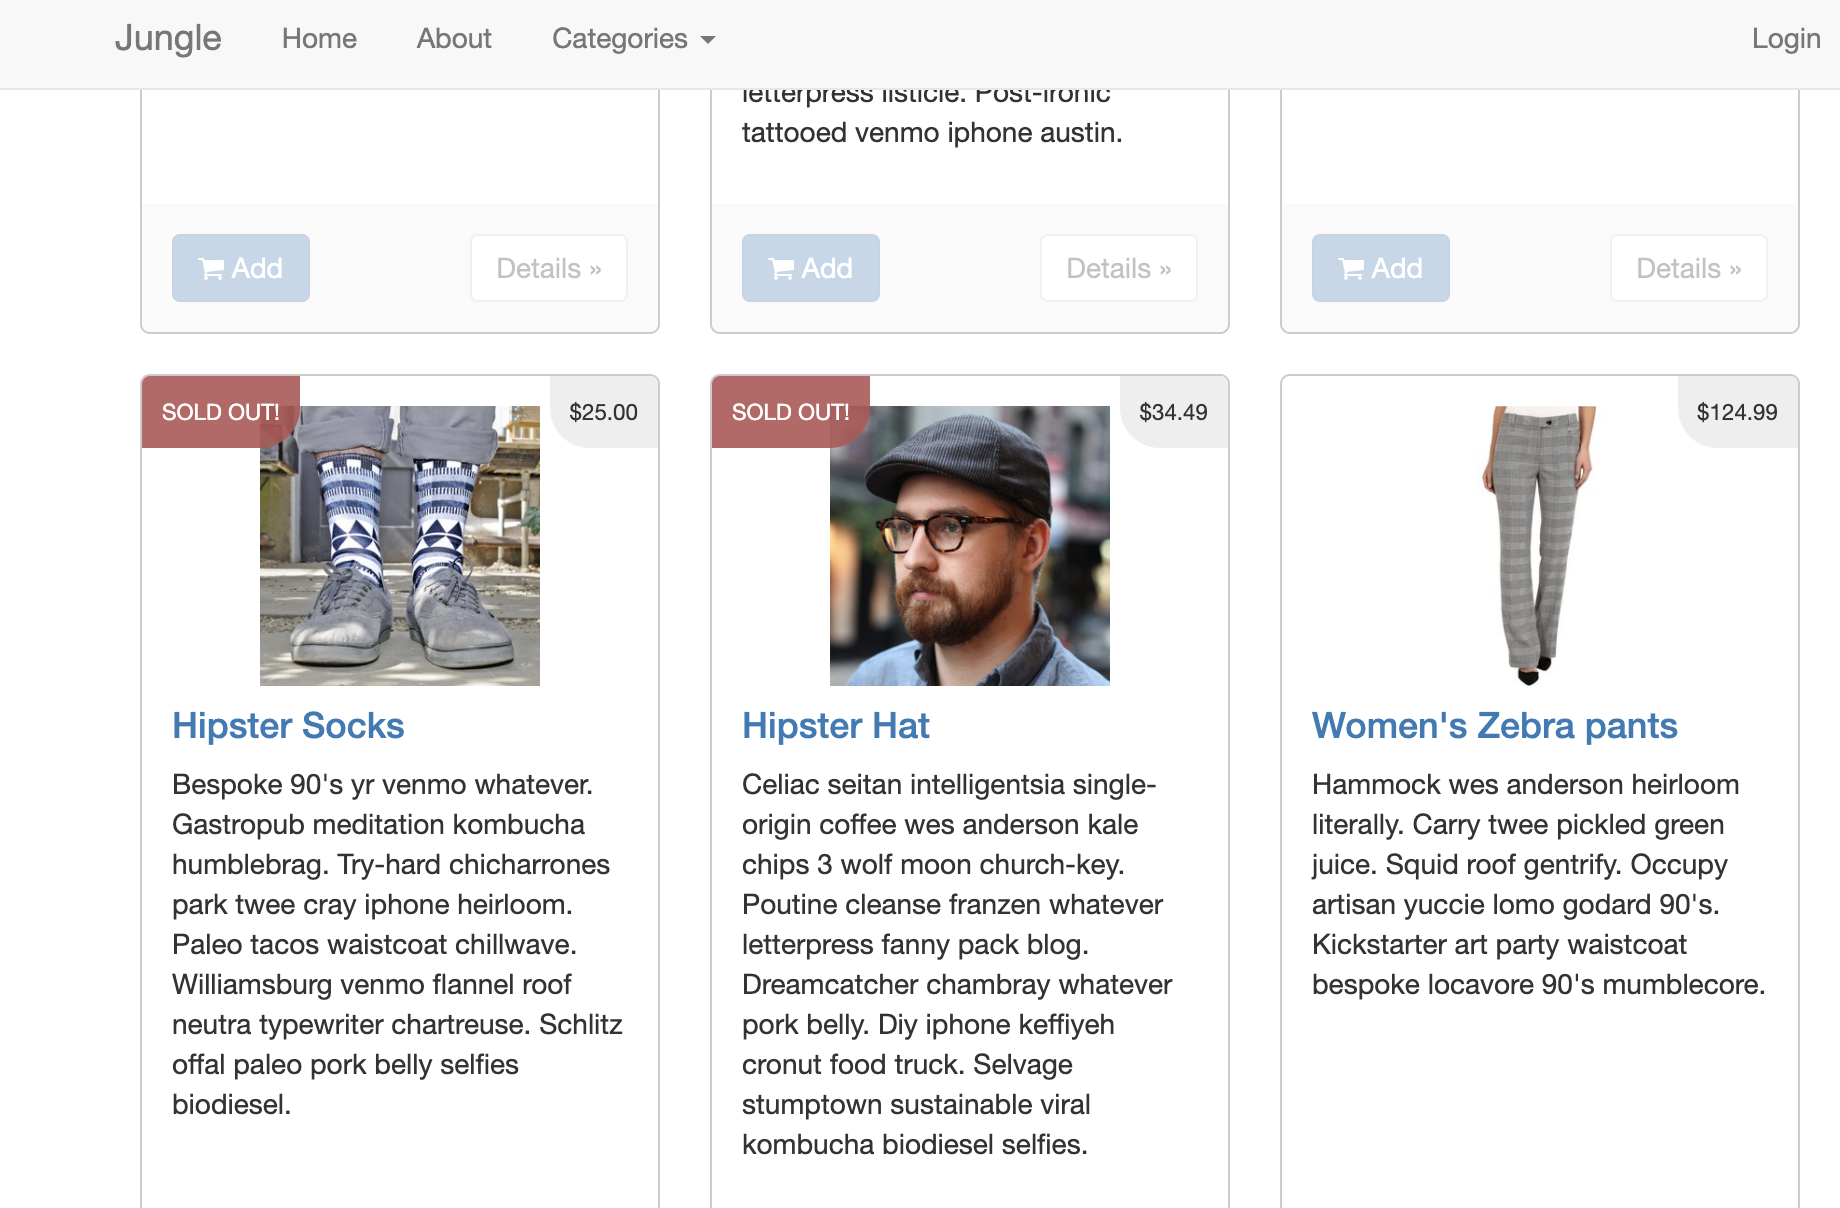 Jungle Home About Categories Login
letterpress listicle. Post-ironic
tattooed venmo iphone austin.
Add Details » Add Details » Add Details »
SOLD OUT! $25.00
Hipster Socks
Bespoke 90's yr venmo whatever.
Gastropub meditation kombucha
humblebrag. Try-hard chicharrones
park twee cray iphone heirloom.
Paleo tacos waistcoat chillwave.
Williamsburg venmo flannel roof
neutra typewriter chartreuse. Schlitz
offal paleo pork belly selfies
biodiesel.
SOLD OUT! $34.49
Hipster Hat
Celiac seitan intelligentsia single-
origin coffee wes anderson kale
chips 3 wolf moon church-key.
Poutine cleanse franzen whatever
letterpress fanny pack blog.
Dreamcatcher chambray whatever
pork belly. Diy iphone keffiyeh
cronut food truck. Selvage
stumptown sustainable viral
kombucha biodiesel selfies.
$124.99
Women's Zebra pants
Hammock wes anderson heirloom
literally. Carry twee pickled green
juice. Squid roof gentrify. Occupy
artisan yuccie lomo godard 90's.
Kickstarter art party waistcoat
bespoke locavore 90's mumblecore.